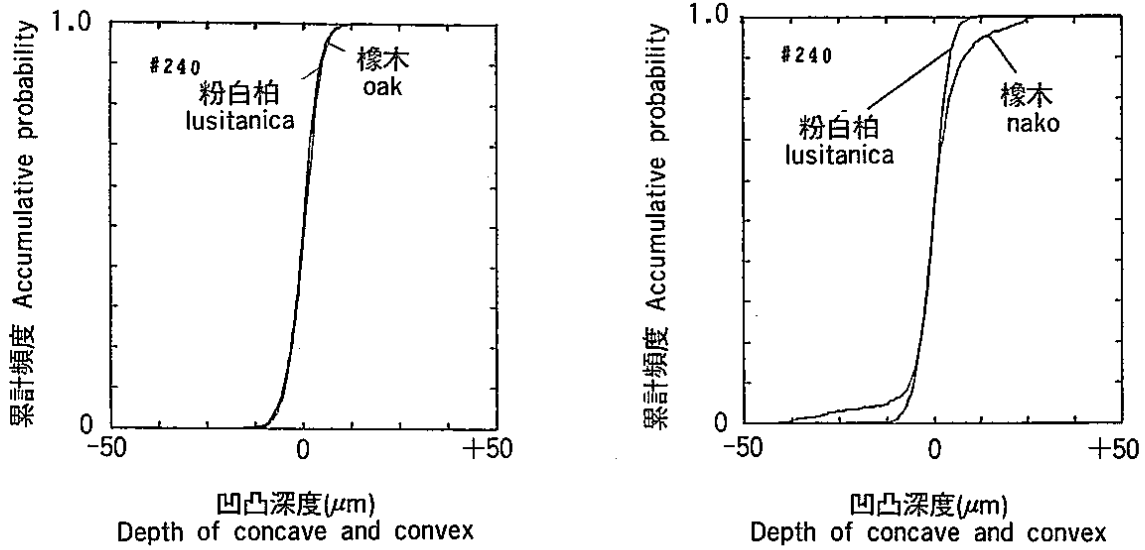 累計頻度 Accumulative probability
1.0
#240
橡木
oak
粉白柏
lusitanica
0
-50
0
+50
凹凸深度(μm)
Depth of concave and convex
累計頻度 Accumulative probability
1.0
#240
橡木
nako
粉白柏
lusitanica
0
-50
0
+50
凹凸深度(μm)
Depth of concave and convex